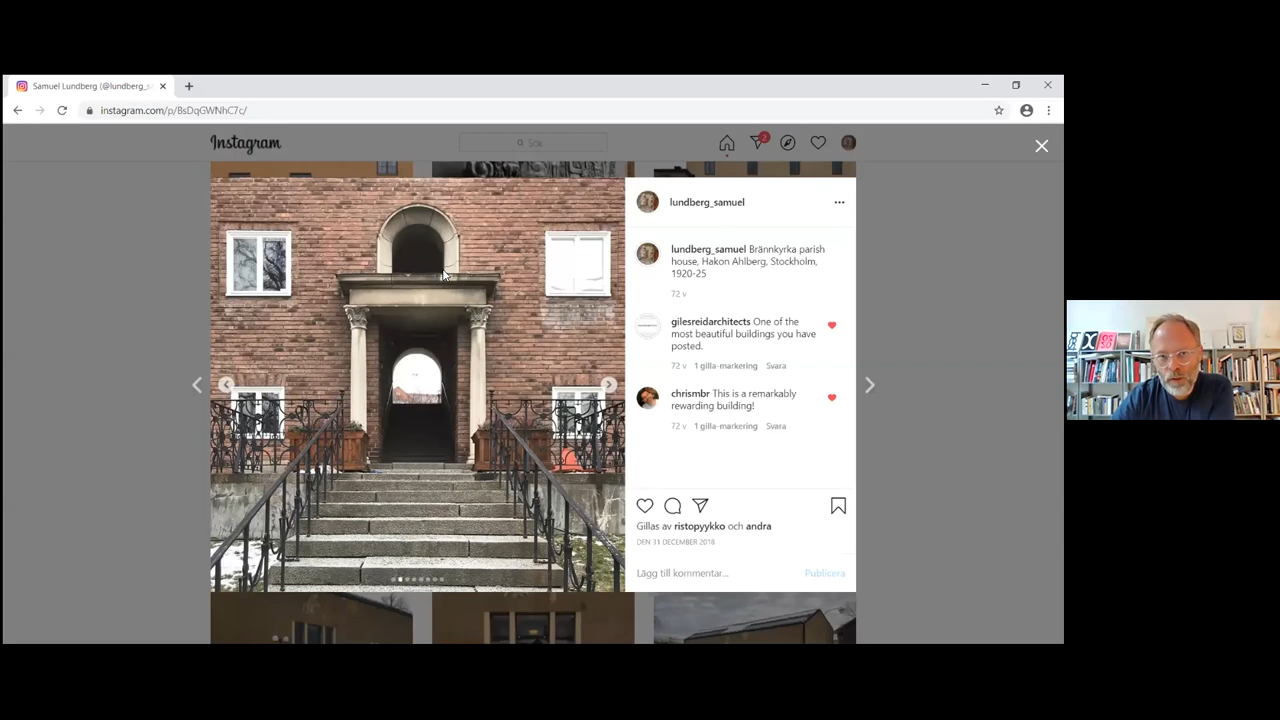 Samuel Lundberg (@lundberg_s
instagram.com/p/BsDqGWNhC7c/
Instagram
Sök
2
lundberg_samuel
lundberg_samuel Brännkyrka parish
house, Hakon Ahlberg, Stockholm,
1920-25
72 v
gilesreidarchitects One of the
most beautiful buildings you have
posted.
72 v 1 gilla-markering Svara
chrismbr This is a remarkably
rewarding building!
72 v 1 gilla-markering Svara
Gillas av ristopyykko och andra
DEN 31 DECEMBER 2018
Lägg till kommentar...
Publicera